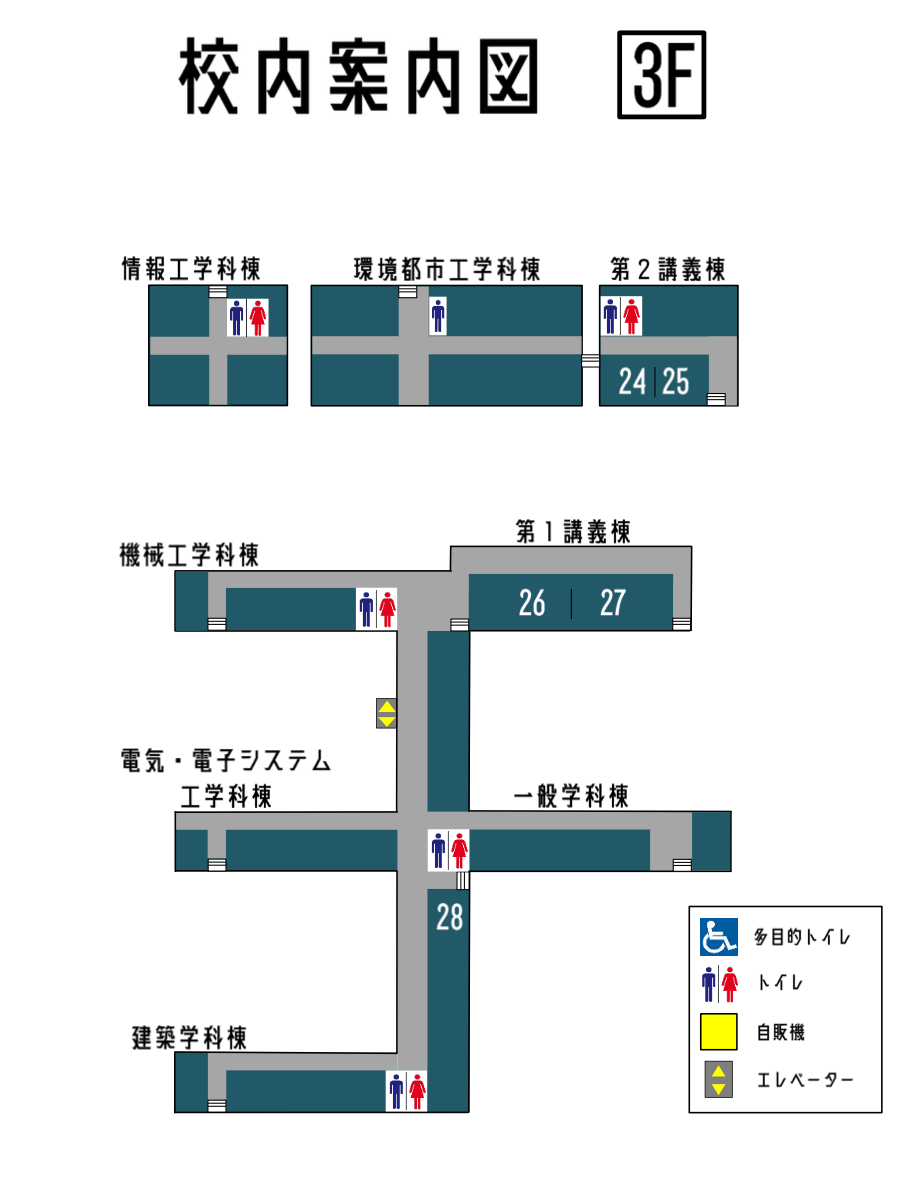 校内案内図 3F
情報工学科棟 環境都市工学科棟 第2講義棟
24 25
第1講義棟
機械工学科棟
26 27
電気・電子システム
工学科棟 一般学科棟
28
多目的トイレ
トイレ
自販機
建築学科棟
エレベーター